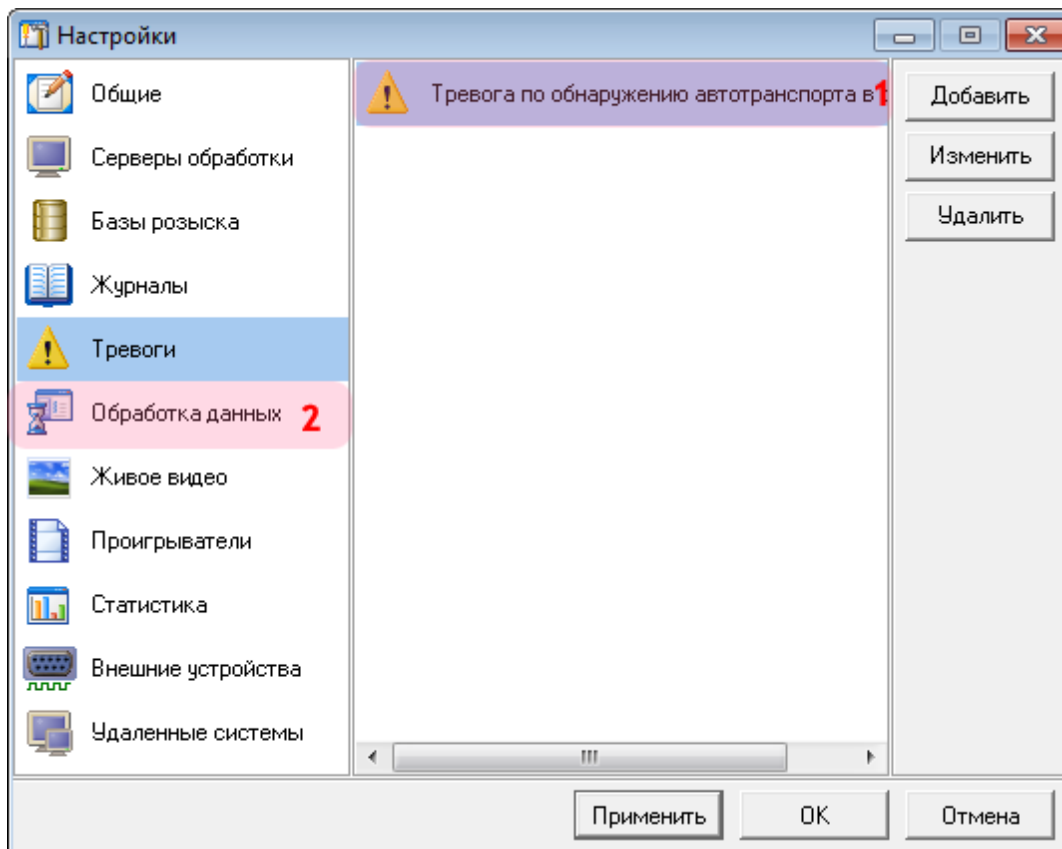 Настройки
Общие
Серверы обработки
Базы розыска
Журналы
Тревоги
Обработка данных 2
Живое видео
Проигрыватели
Статистика
Внешние устройства
Удаленные системы
Тревога по обнаружению автотранспорта в 1
Добавить
Изменить
Удалить
Применить
OK
Отмена